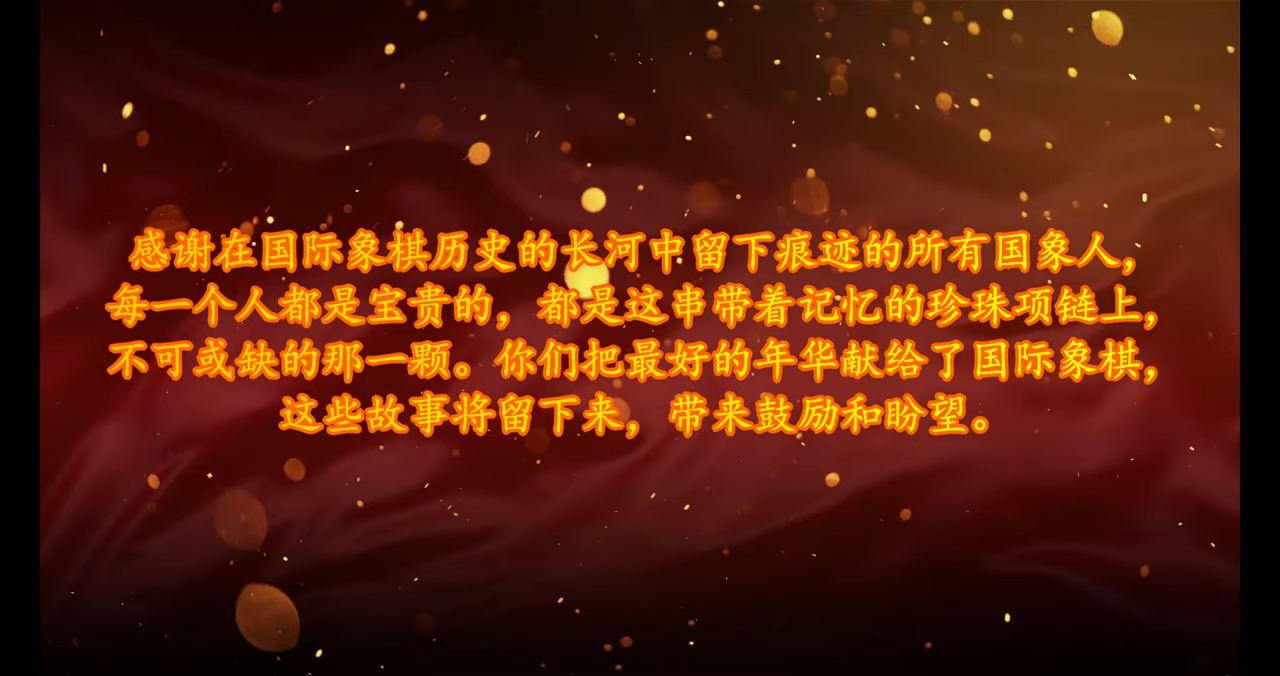 感谢在国际象棋历史的长河中留下痕迹的所有国象人，
每一个人都是宝贵的，都是这串带着记忆的珍珠项链上，
不可或缺的那一颗。你们把最好的年华献给了国际象棋，
这些故事将留下来，带来鼓励和盼望。